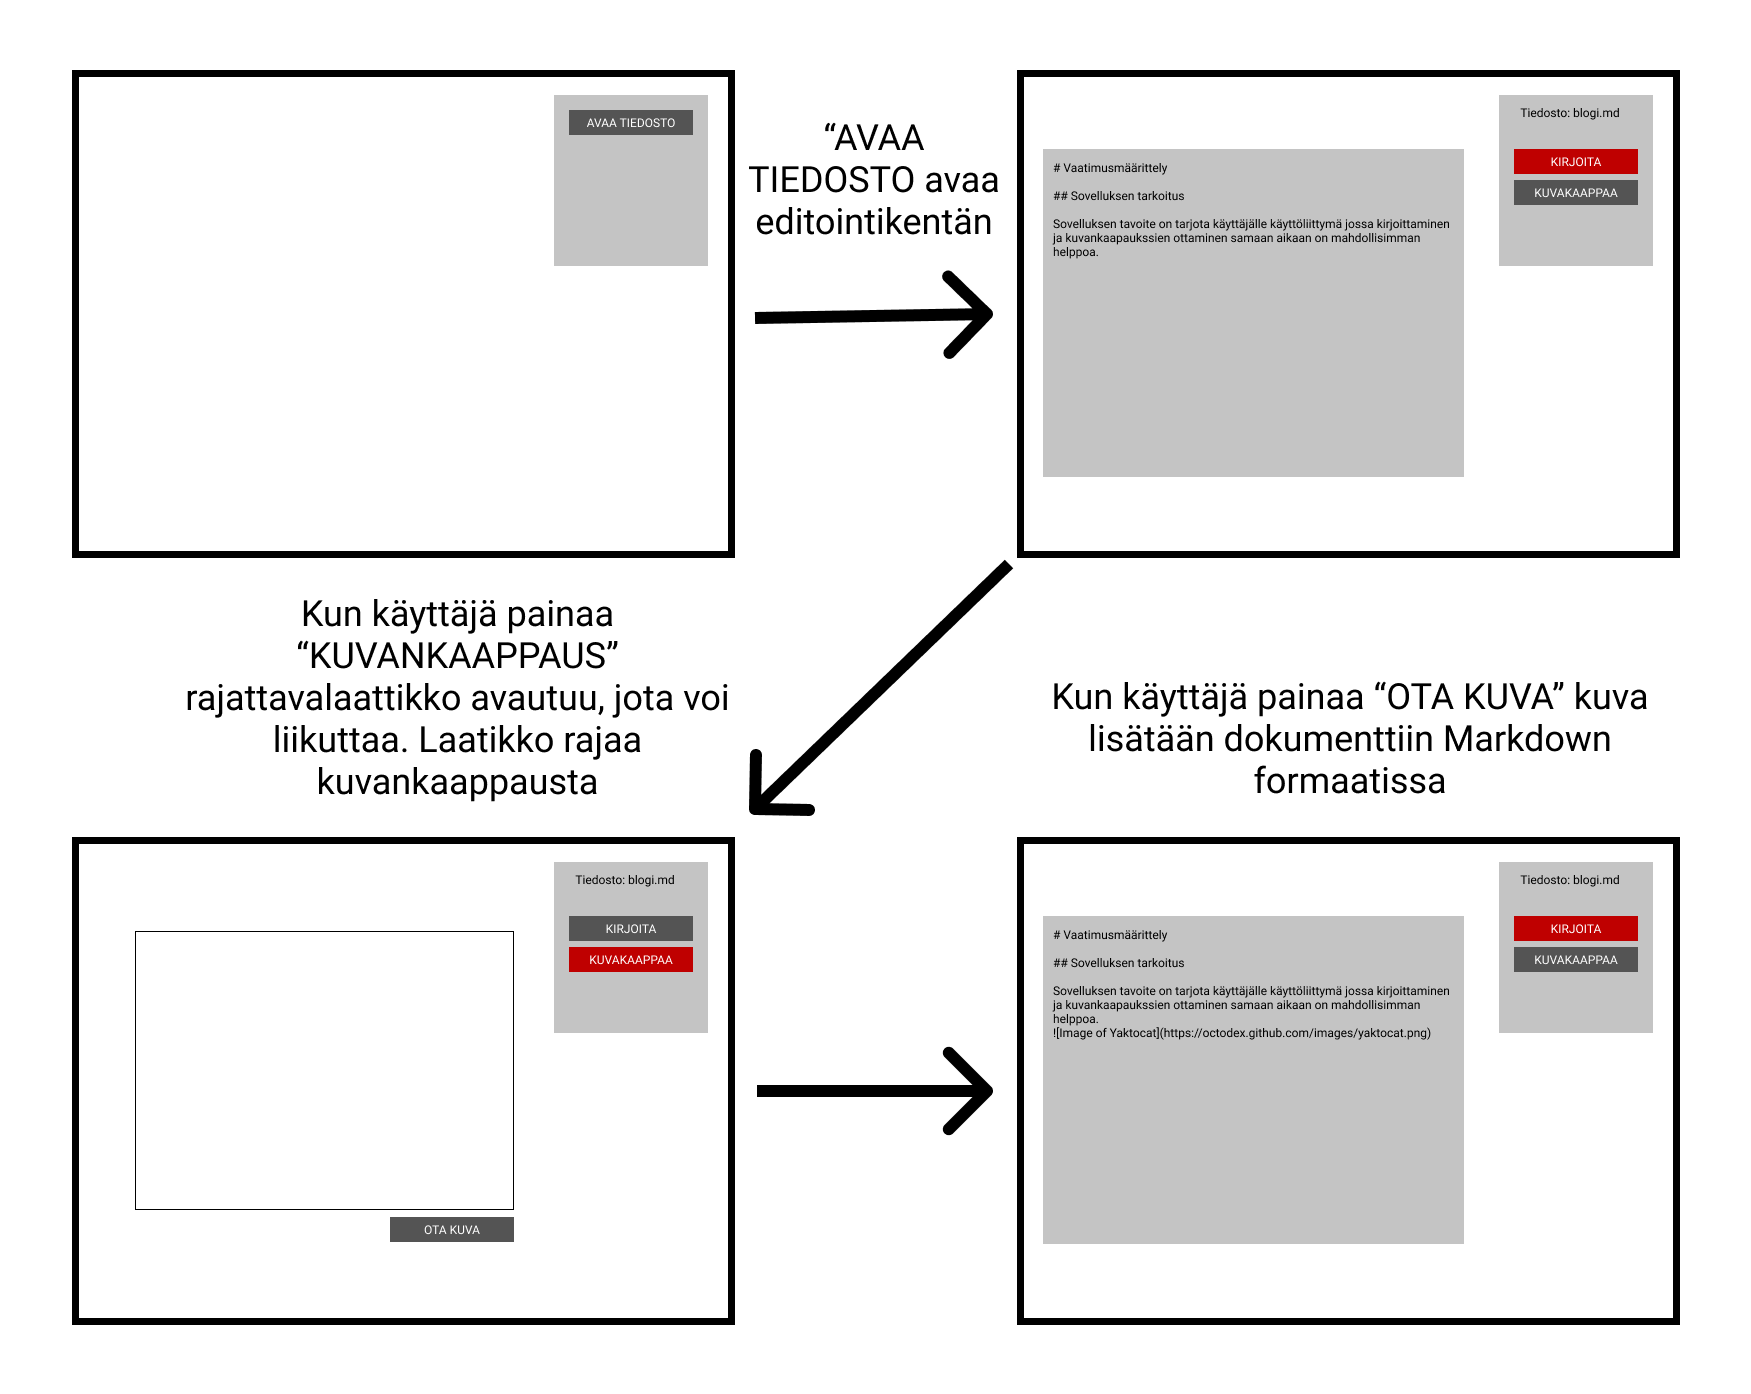 AVAA TIEDOSTO
“AVAA
TIEDOSTO avaa
editointikentän
Tiedosto: blogi.md
KIRJOITA
KUVAKAAPPAA
# Vaatimusmäärittely
## Sovelluksen tarkoitus
Sovelluksen tavoite on tarjota käyttäjälle käyttöliittymä jossa kirjoittaminen
ja kuvankaapaukssien ottaminen samaan aikaan on mahdollisimman
helppoa.
Kun käyttäjä painaa
“KUVANKAAPPAUS”
rajattavalaattikko avautuu, jota voi
liikuttaa. Laatikko rajaa
kuvankaappausta
Kun käyttäjä painaa “OTA KUVA” kuva
lisätään dokumenttiin Markdown
formaatissa
Tiedosto: blogi.md
KIRJOITA
KUVAKAAPPAA
OTA KUVA
Tiedosto: blogi.md
KIRJOITA
KUVAKAAPPAA
# Vaatimusmäärittely
## Sovelluksen tarkoitus
Sovelluksen tavoite on tarjota käyttäjälle käyttöliittymä jossa kirjoittaminen
ja kuvankaapaukssien ottaminen samaan aikaan on mahdollisimman
helppoa.
![Image of Yaktocat](https://octodex.github.com/images/yaktocat.png)